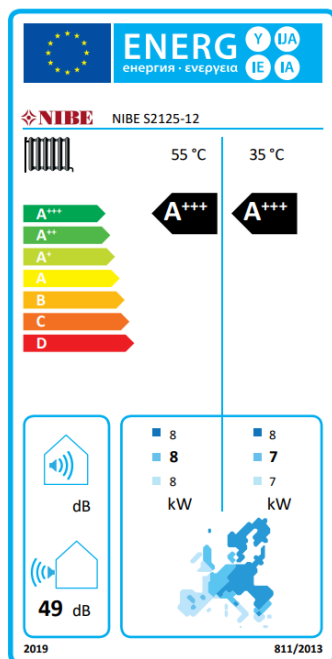 ENERG Y IJA
енергия · ενεργεια IE IA
NIBE NIBE S2125-12
55 °C 35 °C
A+++ A+++
A+++
A++
A+
A
B
C
D
8 8
8 7
8 7
dB kW kW
49 dB
2019 811/2013